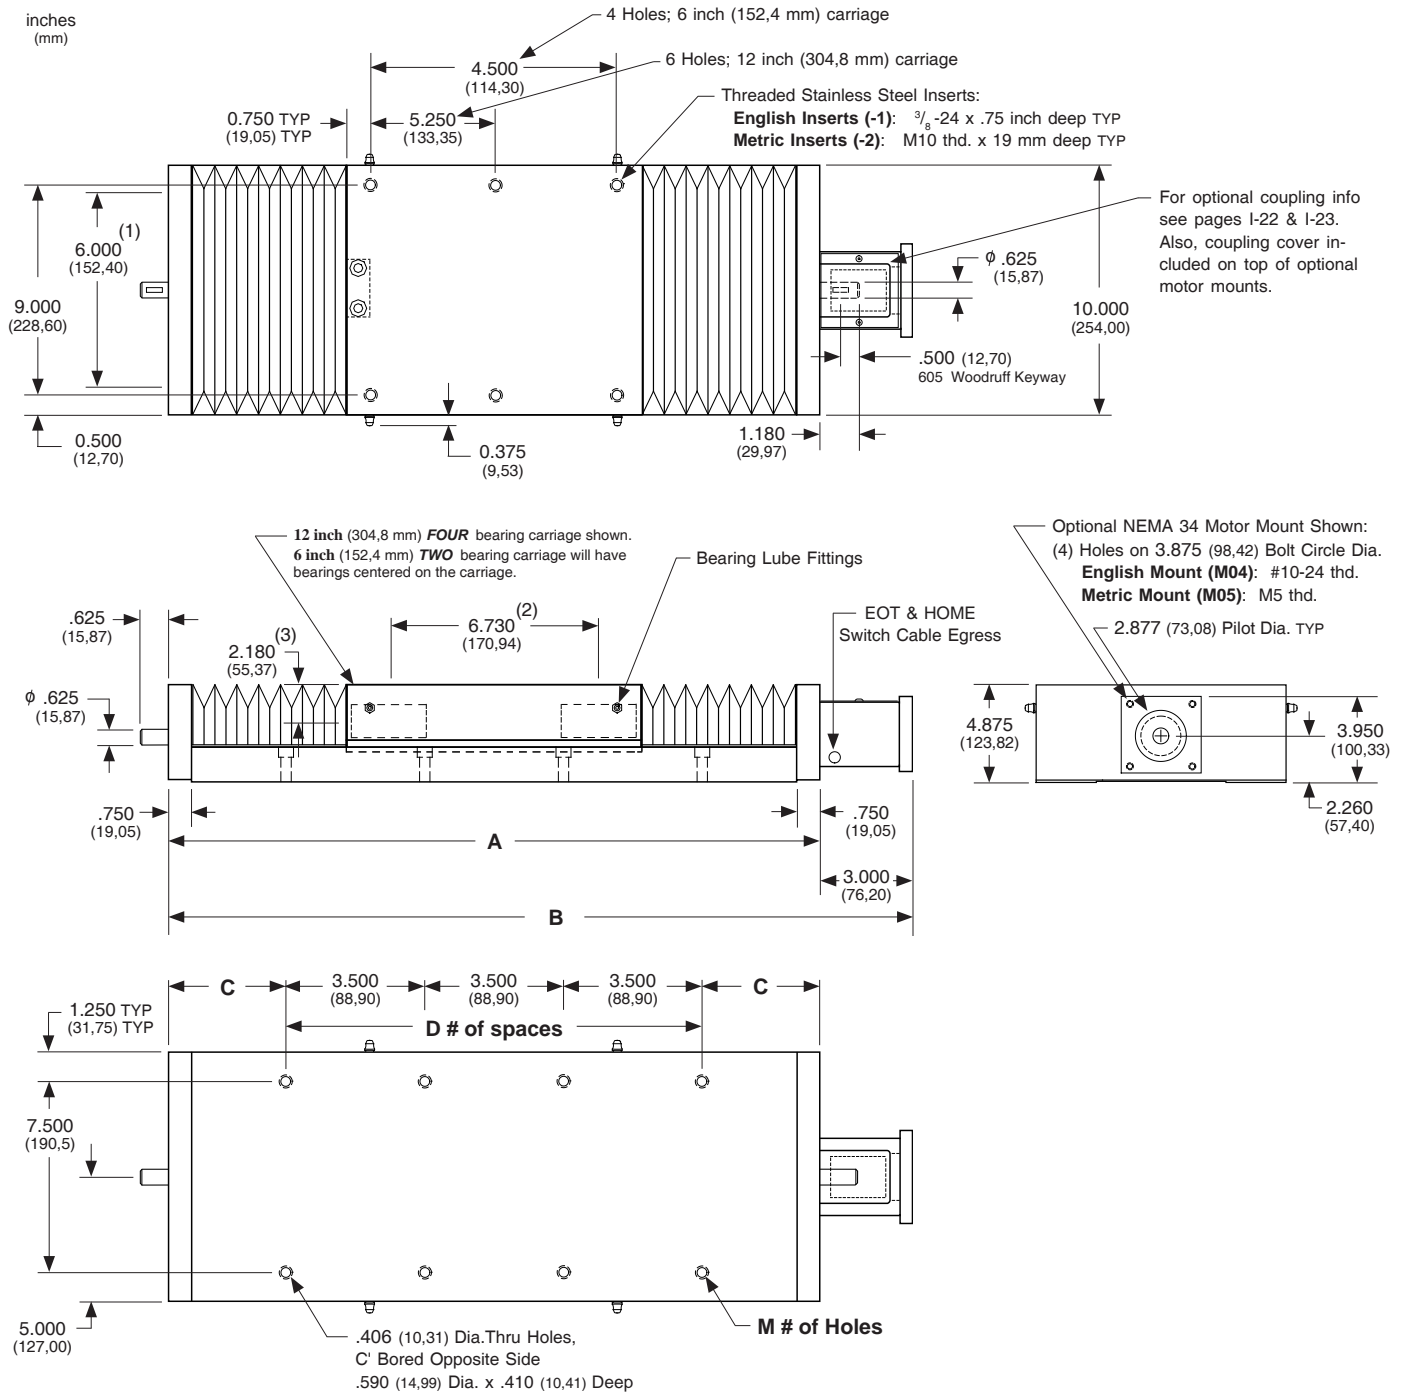 inches
(mm)
4 Holes; 6 inch (152,4 mm) carriage
4.500
(114,30)
6 Holes; 12 inch (304,8 mm) carriage
0.750 TYP
(19,05) TYP
5.250
(133,35)
Threaded Stainless Steel Inserts:
English Inserts (-1): 3/8 -24 x .75 inch deep TYP
Metric Inserts (-2): M10 thd. x 19 mm deep TYP
For optional coupling info
see pages I-22 & I-23.
Also, coupling cover in-
cluded on top of optional
motor mounts.
(1)
6.000
(152,40)
9.000
(228,60)
ϕ .625
(15,87)
10.000
(254,00)
.500 (12,70)
605 Woodruff Keyway
0.500
(12,70)
0.375
(9,53)
1.180
(29,97)
12 inch (304,8 mm) FOUR bearing carriage shown.
6 inch (152,4 mm) TWO bearing carriage will have
bearings centered on the carriage.
Bearing Lube Fittings
Optional NEMA 34 Motor Mount Shown:
(4) Holes on 3.875 (98,42) Bolt Circle Dia.
English Mount (M04): #10-24 thd.
Metric Mount (M05): M5 thd.
2.877 (73,08) Pilot Dia. TYP
.625
(15,87)
(3)
2.180
(55,37)
(2)
6.730
(170,94)
EOT & HOME
Switch Cable Egress
ϕ .625
(15,87)
4.875
(123,82)
3.950
(100,33)
2.260
(57,40)
.750
(19,05)
.750
(19,05)
A
3.000
(76,20)
B
C
3.500
(88,90)
3.500
(88,90)
3.500
(88,90)
C
1.250 TYP
(31,75) TYP
D # of spaces
7.500
(190,5)
5.000
(127,00)
.406 (10,31) Dia.Thru Holes,
C' Bored Opposite Side
.590 (14,99) Dia. x .410 (10,41) Deep
M # of Holes